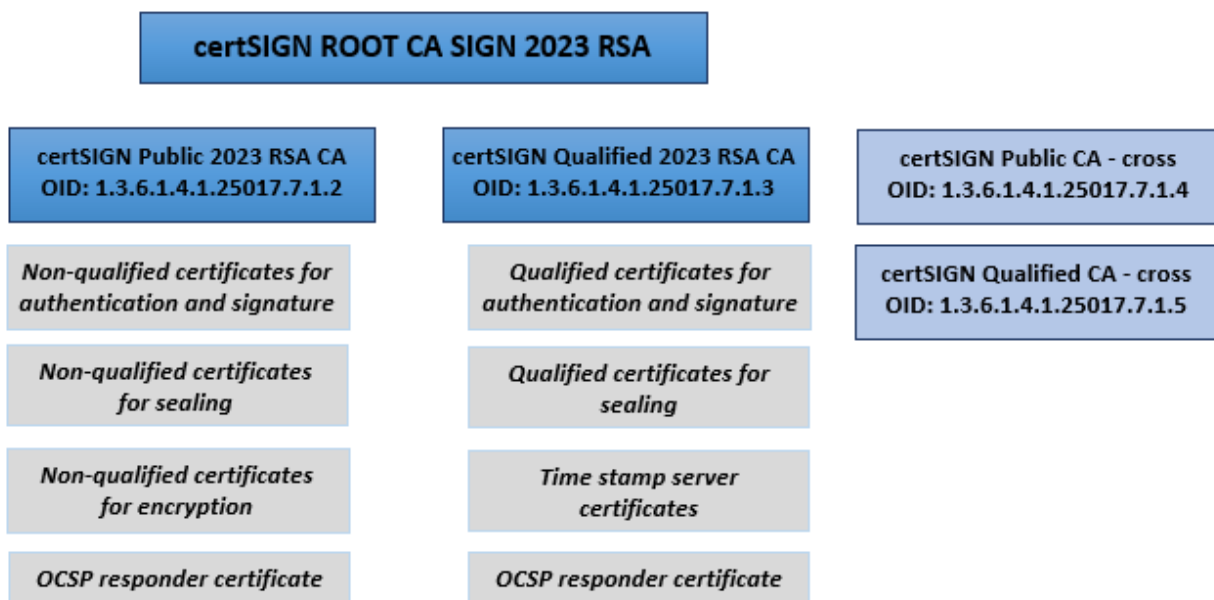 certSIGN ROOT CA SIGN 2023 RSA
certSIGN Public 2023 RSA CA
OID: 1.3.6.1.4.1.25017.7.1.2
Non-qualified certificates for
authentication and signature
Non-qualified certificates
for sealing
Non-qualified certificates
for encryption
OCSP responder certificate
certSIGN Qualified 2023 RSA CA
OID: 1.3.6.1.4.1.25017.7.1.3
Qualified certificates for
authentication and signature
Qualified certificates for
sealing
Time stamp server
certificates
OCSP responder certificate
certSIGN Public CA - cross
OID: 1.3.6.1.4.1.25017.7.1.4
certSIGN Qualified CA - cross
OID: 1.3.6.1.4.1.25017.7.1.5